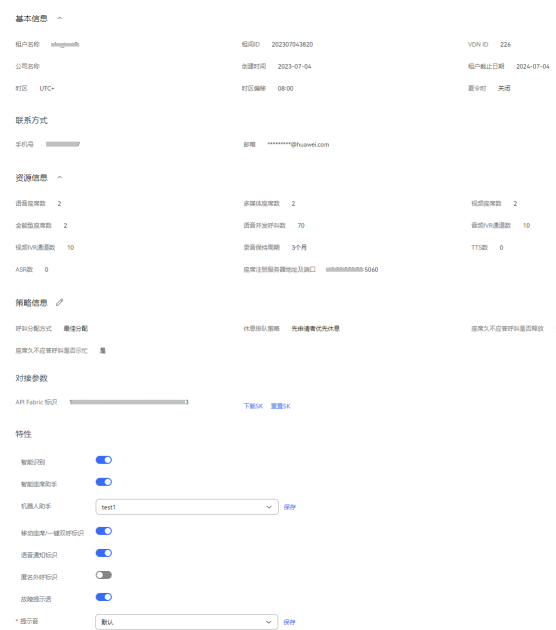 基本信息
租户名称 租间ID 202307043820 VDN ID 226
公司名称 创建时间 2023-07-04 租户截止日期 2024-07-04
时区 UTC+ 时区偏移 08:00 夏令时 关闭
联系方式
手机号 7 邮箱 *********@huawei.com
资源信息
语音座席数 2 多媒体座席数 2 视频座席数 2
全能型座席数 2 语音并发呼叫数 70 音频IVR通道数 10
视频IVR通道数 10 录音保持周期 3个月 TTS数 0
ASR数 0 座席注册服务器地址及端口 :5060
策略信息
呼叫分配方式 最佳分配 休息排队策略 先申请者优先休息 座席久不应答呼叫是否释放
座席久不应答呼叫是否示忙 是
对接参数
API Fabric 标识 1 3 下载SK 重置SK
特性
智能识别
智能座席助手
机器人助手 test1 保存
移动座席/一键双呼标识
语音通知标识
匿名外呼标识
故障提示语
* 提示音 默认 保存